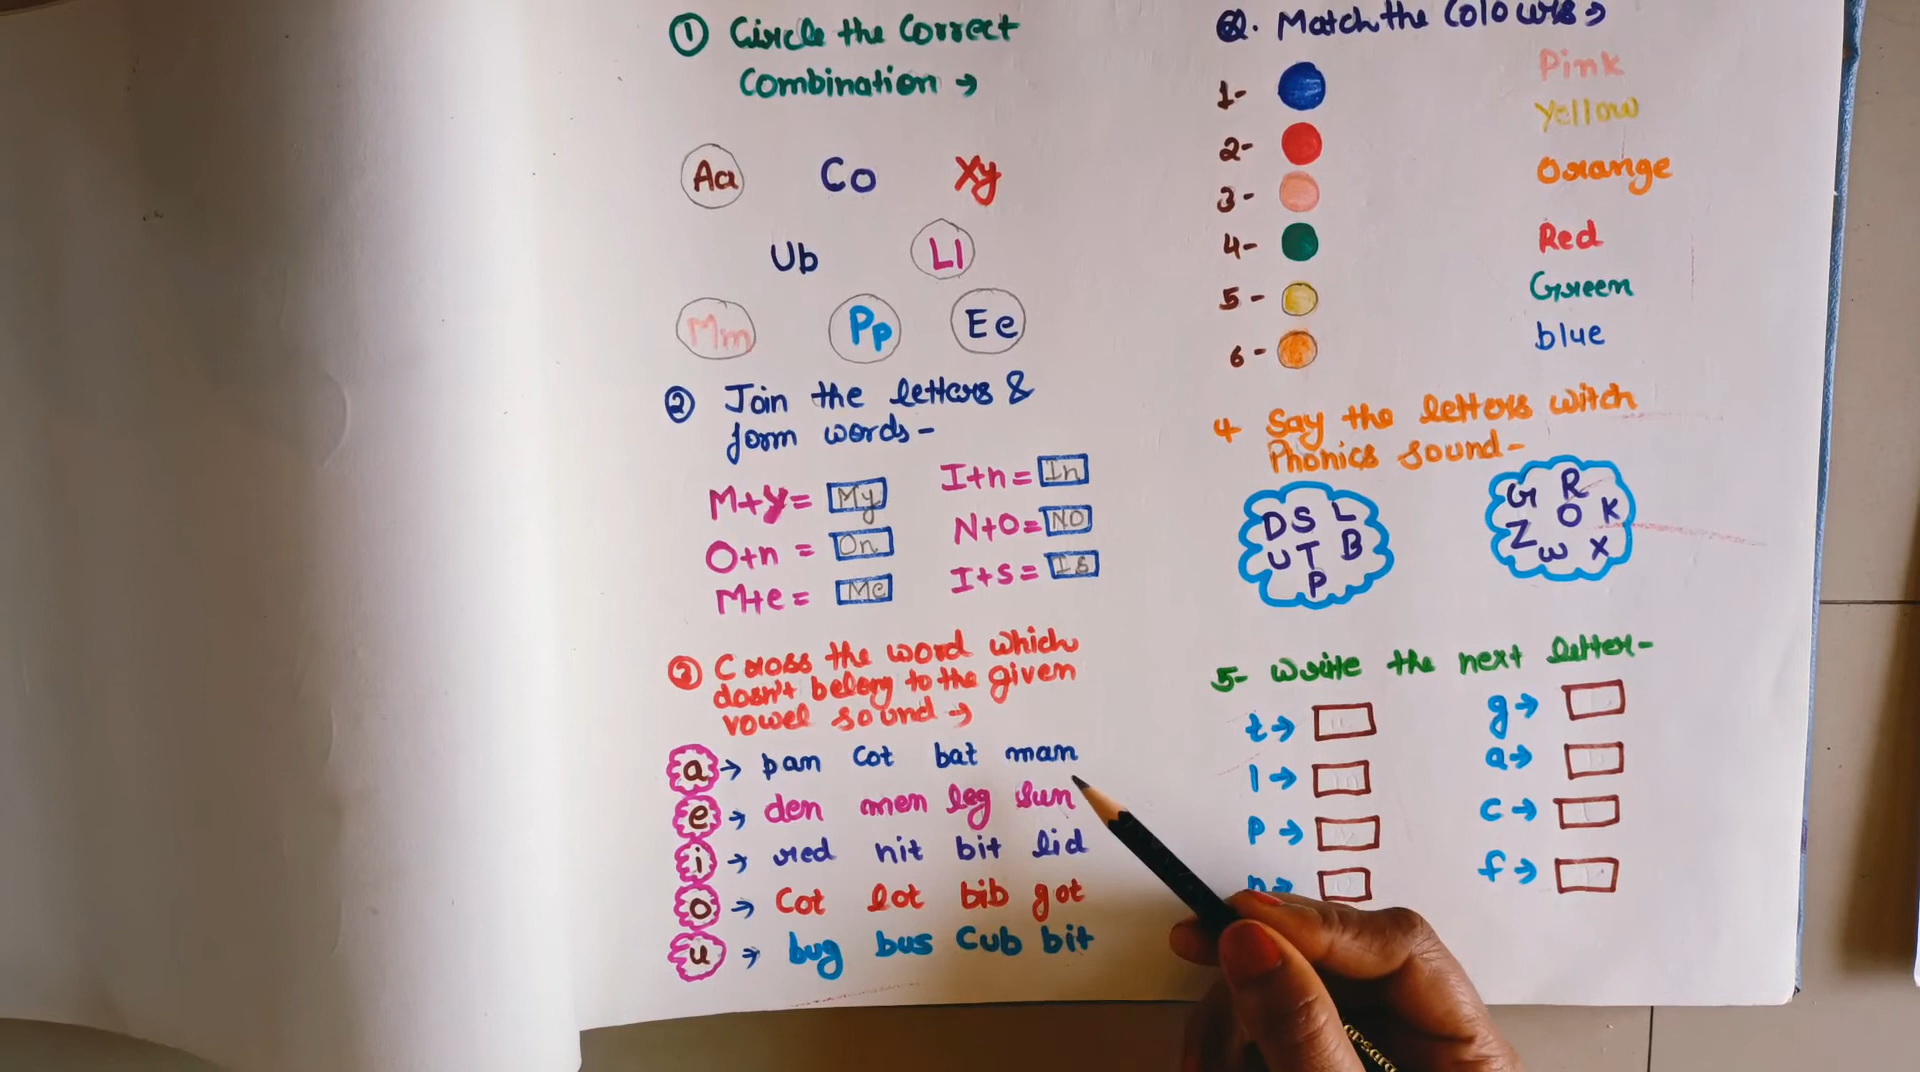 ① Circle the Correct
Combination →
Aa Co Xy
Ub Ll
Mm Pp Ee
② Join the letters &
form words-
M+y= My I+n= In
O+n = On N+O= NO
M+e= Me I+S= Is
③ Cross the word which
dosn't belong to the given
vowel sound →
a → pan cot bat man
e → den men leg sun
i → red nit bit lid
o → Cot lot bib got
u → bug bus Cub bit
Q. Match the Colours→
1- Pink
2- Yellow
3- Orange
4- Red
5- Green
6- blue
4 Say the letters witch
Phonics sound-
D S L
U T B
P
G R
Z O K
W X
5- Write the next letter-
t→ g→
l→ a→
P→ c→
f→